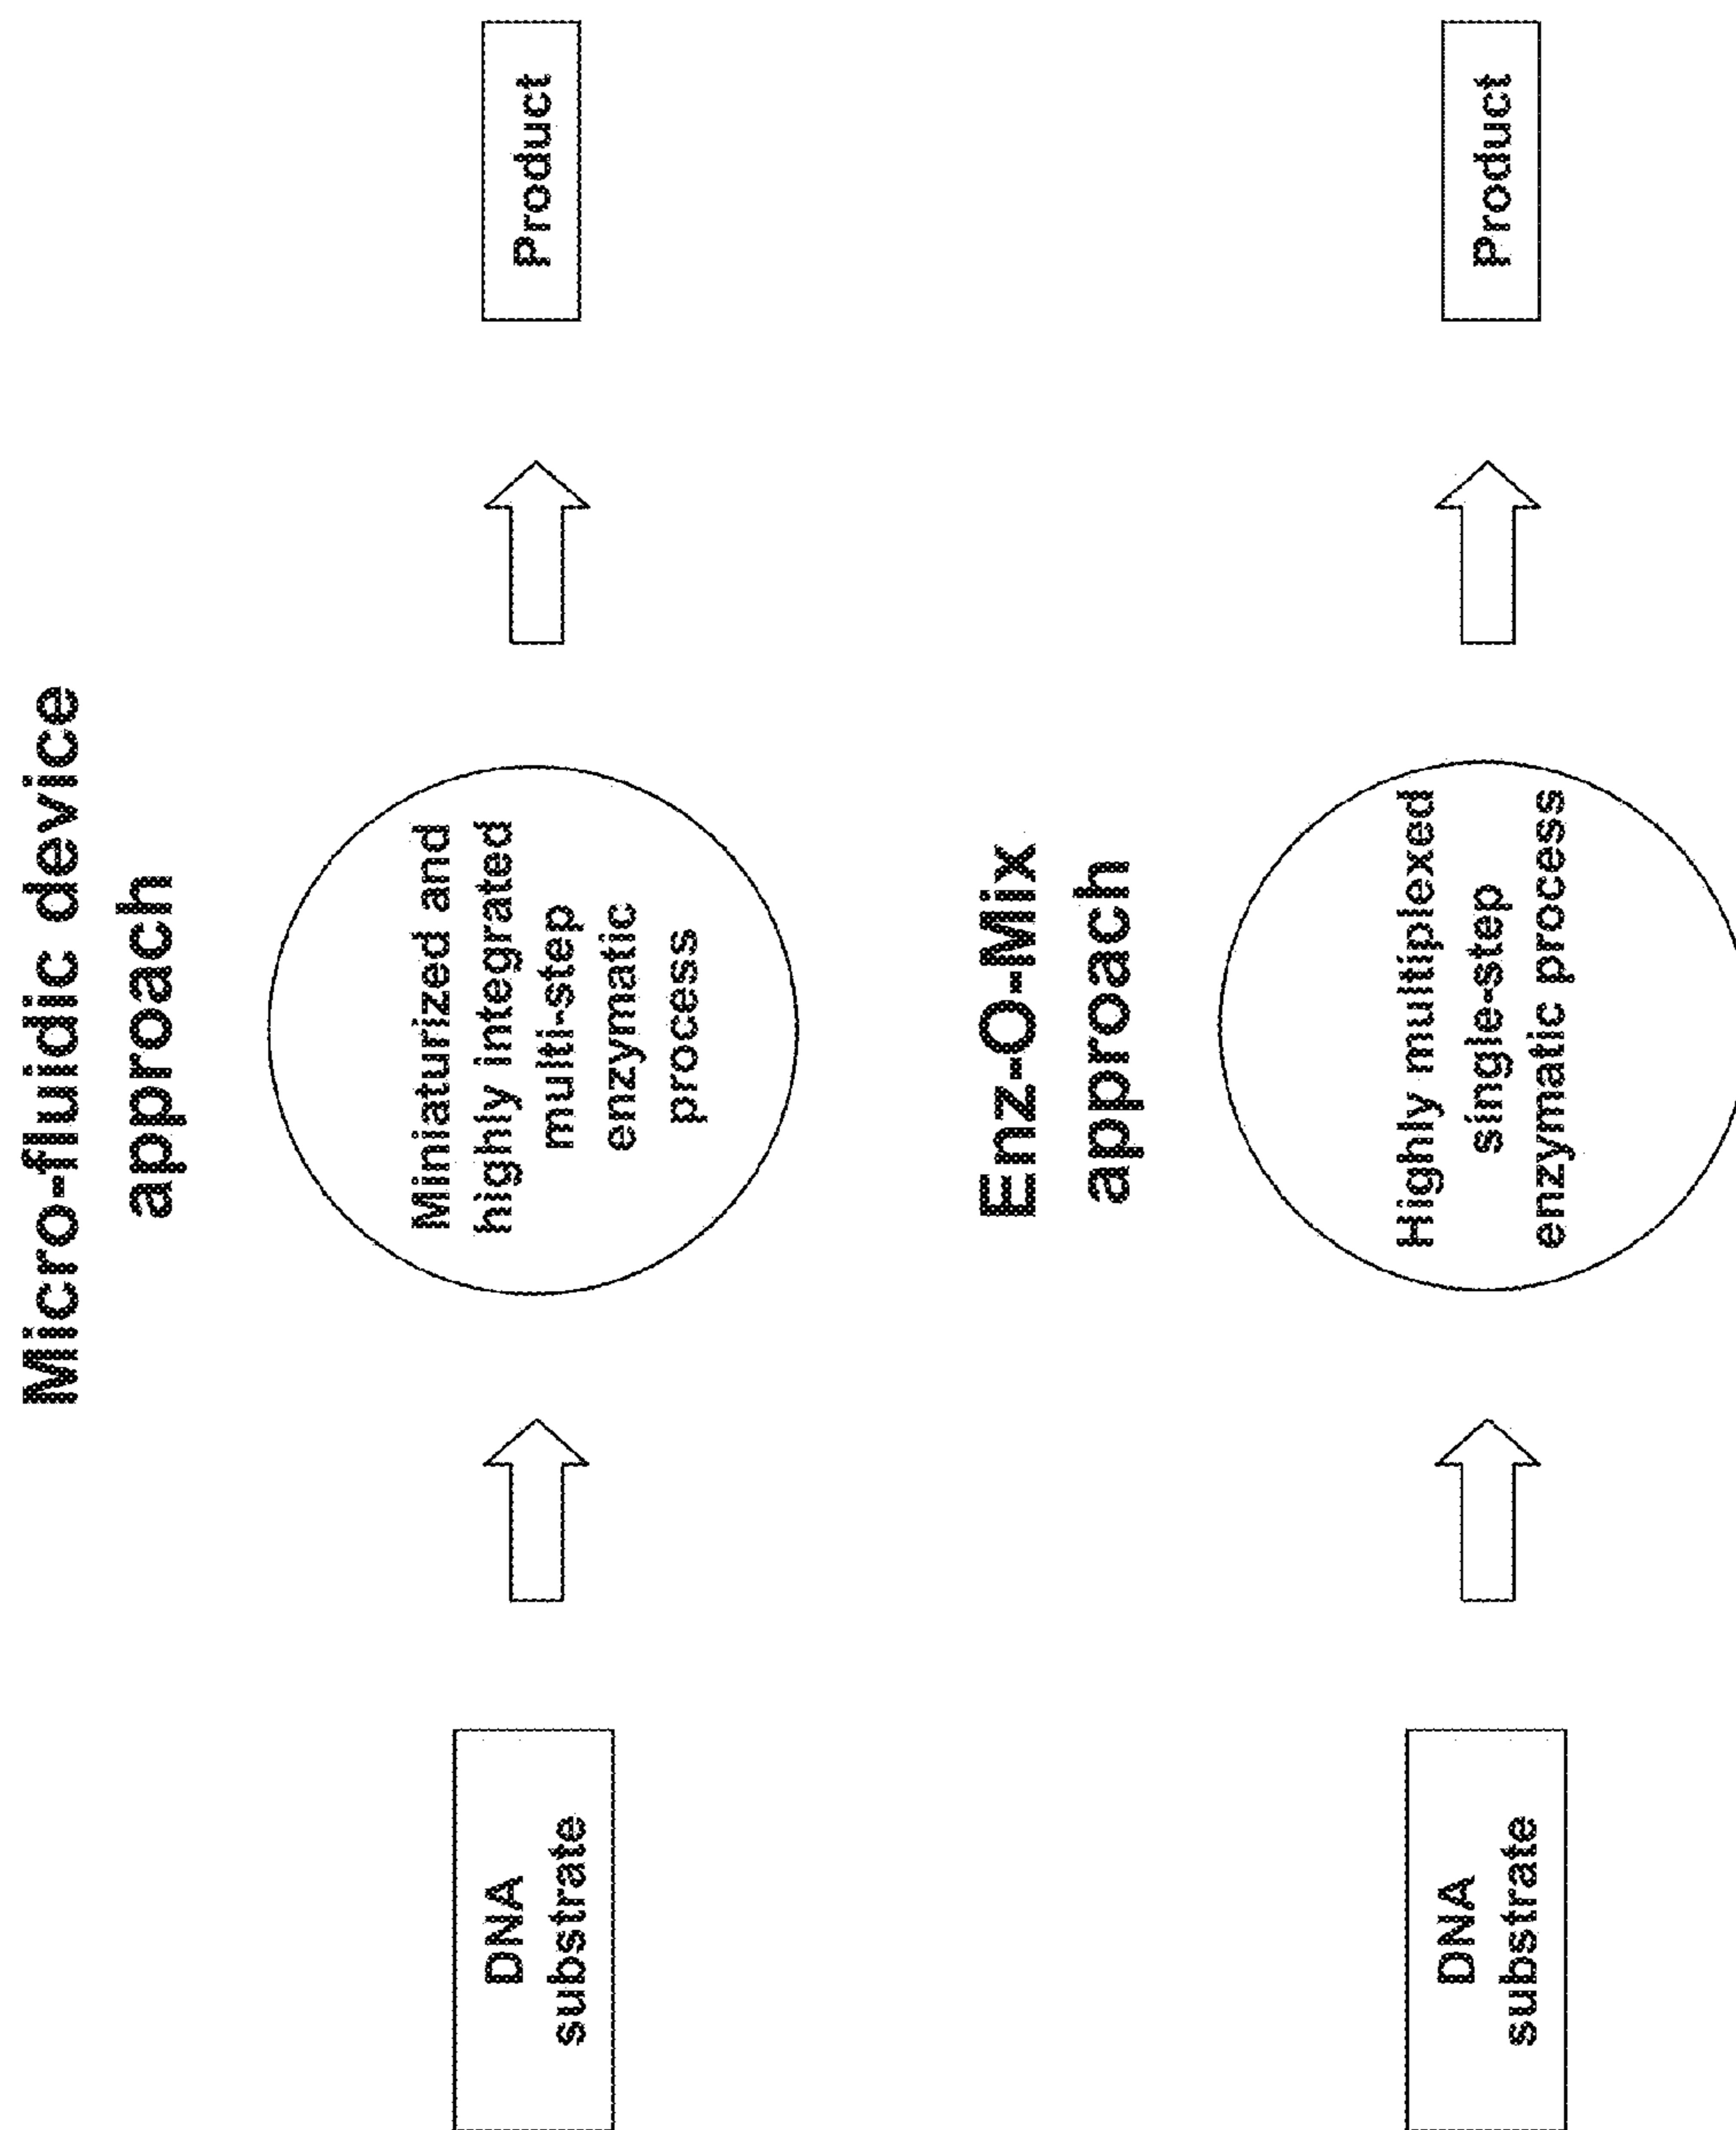 Micro-fluidic device
approach
DNA
substrate
Miniaturized and
highly integrated
multi-step
enzymatic
process
Product
Enz-O-Mix
approach
DNA
substrate
Highly multiplexed
single-step
enzymatic process
Product